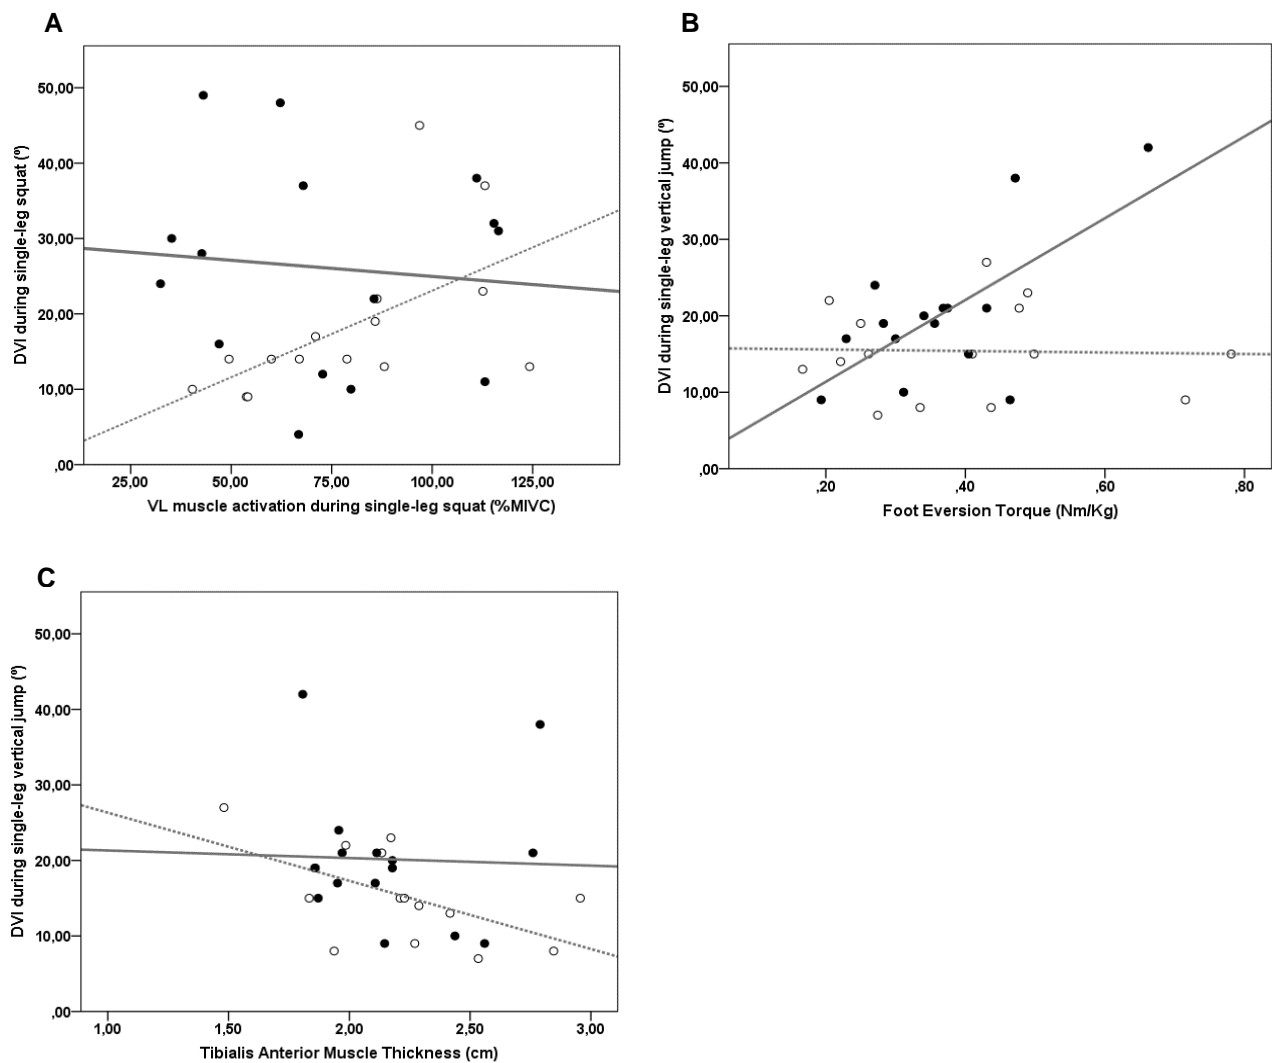 A
DVI during single-leg squat (º)
50,00
40,00
30,00
20,00
10,00
,00
25,00 50,00 75,00 100,00 125,00
VL muscle activation during single-leg squat (%MIVC)
B
DVI during single-leg vertical jump (º)
50,00
40,00
30,00
20,00
10,00
,00
,20 ,40 ,60 ,80
Foot Eversion Torque (Nm/Kg)
C
DVI during single-leg vertical jump (º)
50,00
40,00
30,00
20,00
10,00
,00
1,00 1,50 2,00 2,50 3,00
Tibialis Anterior Muscle Thickness (cm)